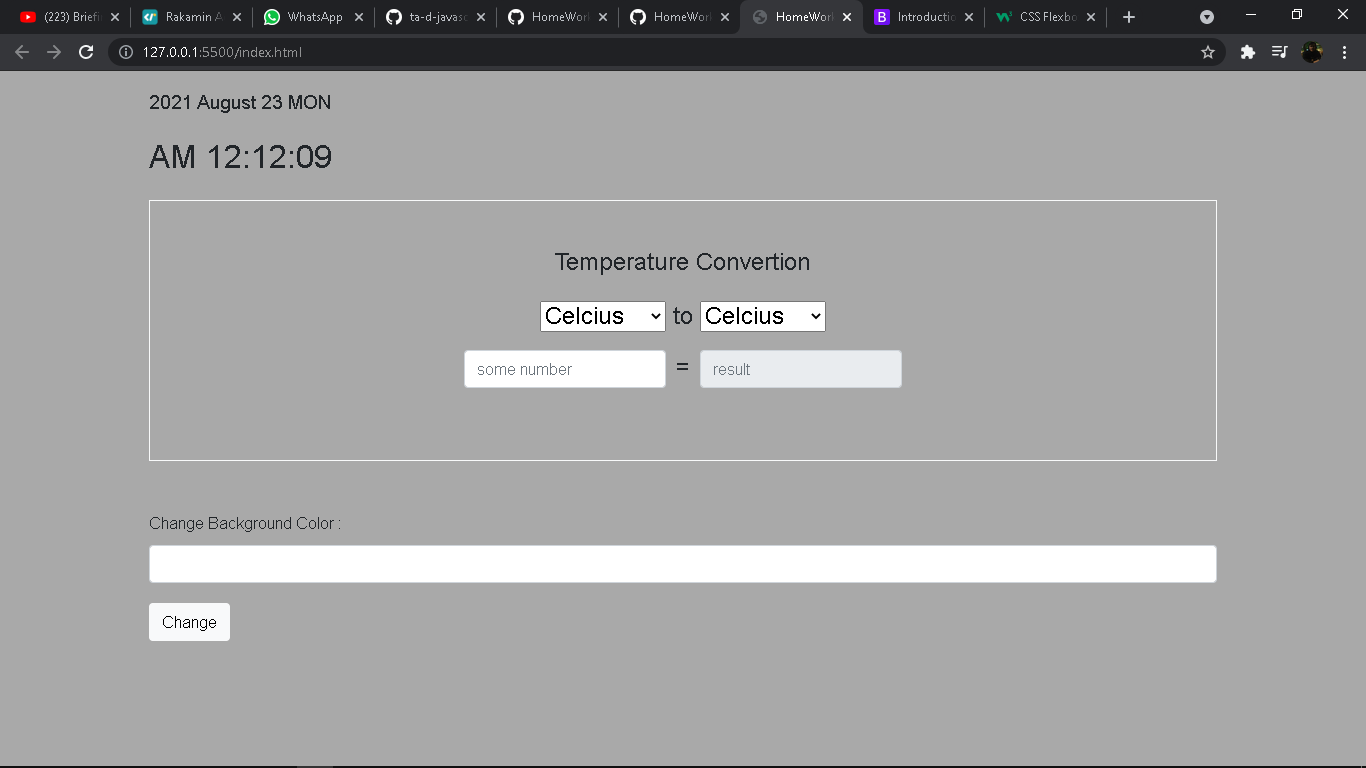 (223) Briefi
Rakamin A
WhatsApp
ta-d-javasc
HomeWork
HomeWork
HomeWork
Introductio
CSS Flexbo
127.0.0.1:5500/index.html
2021 August 23 MON
AM 12:12:09
Temperature Convertion
Celcius to Celcius
some number = result
Change Background Color :
Change